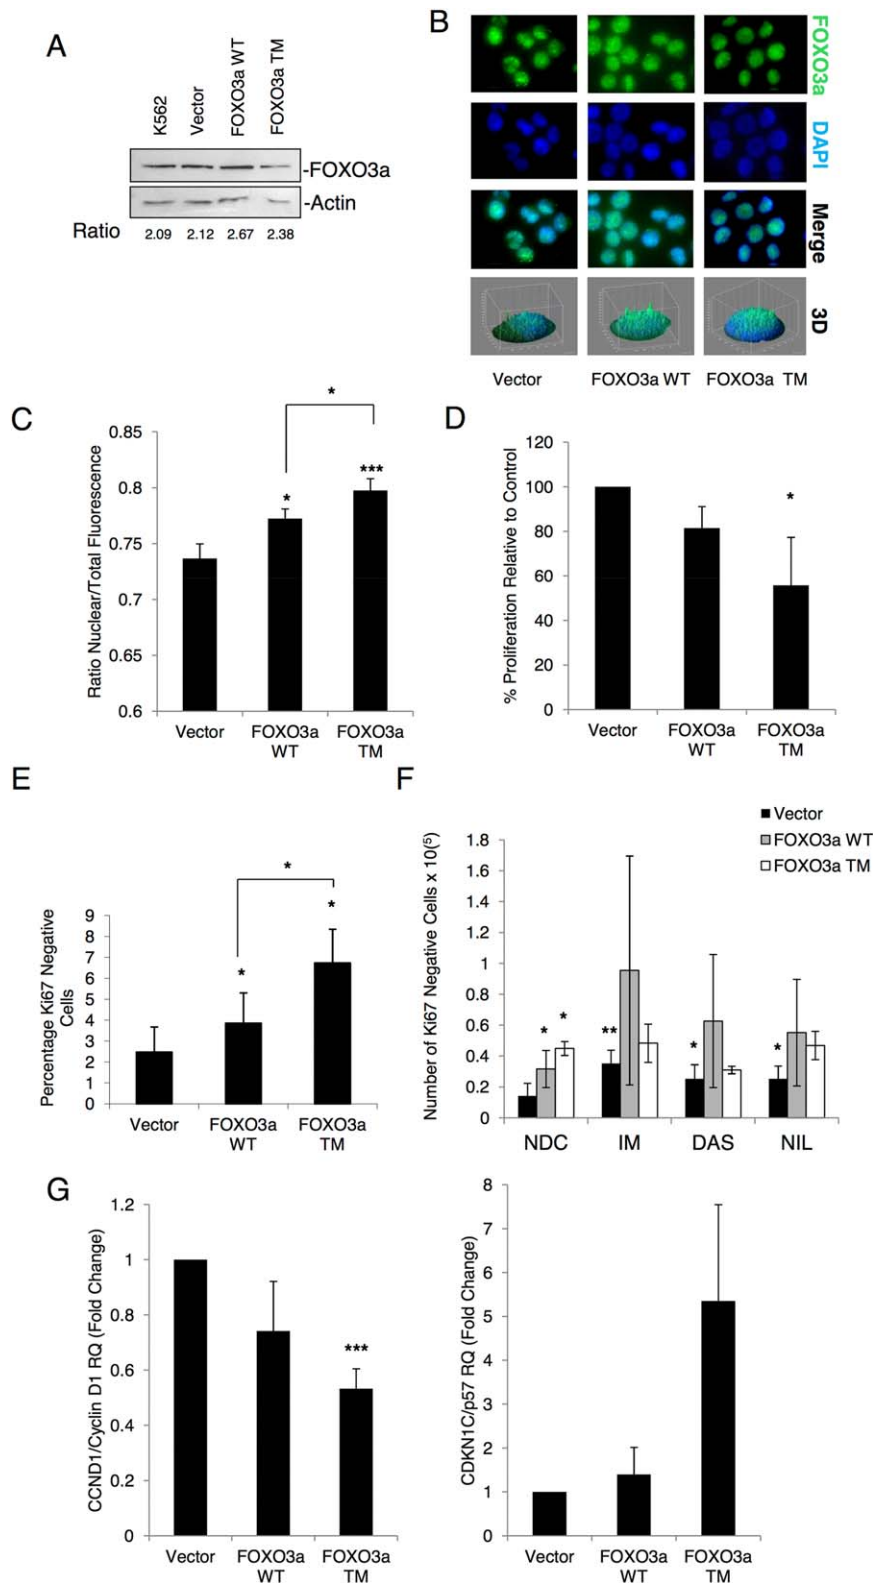 A
K562
Vector
FOXO3a WT
FOXO3a TM
-FOXO3a
-Actin
Ratio 2.09 2.12 2.67 2.38
B
FOXO3a
DAPI
Merge
3D
Vector FOXO3a WT FOXO3a TM
C
Ratio Nuclear/Total Fluorescence
0.85
0.8
0.75
0.7
0.65
0.6
*
*
***
Vector
FOXO3a
WT
FOXO3a
TM
D
% Proliferation Relative to Control
120
100
80
60
40
20
0
*
Vector
FOXO3a
WT
FOXO3a
TM
E
Percentage Ki67 Negative
Cells
9
8
7
6
5
4
3
2
1
0
*
*
*
Vector
FOXO3a
WT
FOXO3a
TM
F
Vector
FOXO3a WT
FOXO3a TM
Number of Ki67 Negative Cells x 10(⁵)
1.8
1.6
1.4
1.2
1
0.8
0.6
0.4
0.2
0
* * ** * *
NDC IM DAS NIL
G
CCND1/Cyclin D1 RQ (Fold Change)
1.2
1
0.8
0.6
0.4
0.2
0
***
Vector
FOXO3a
WT
FOXO3a
TM
CDKN1C/p57 RQ (Fold Change)
8
7
6
5
4
3
2
1
0
Vector
FOXO3a
WT
FOXO3a
TM